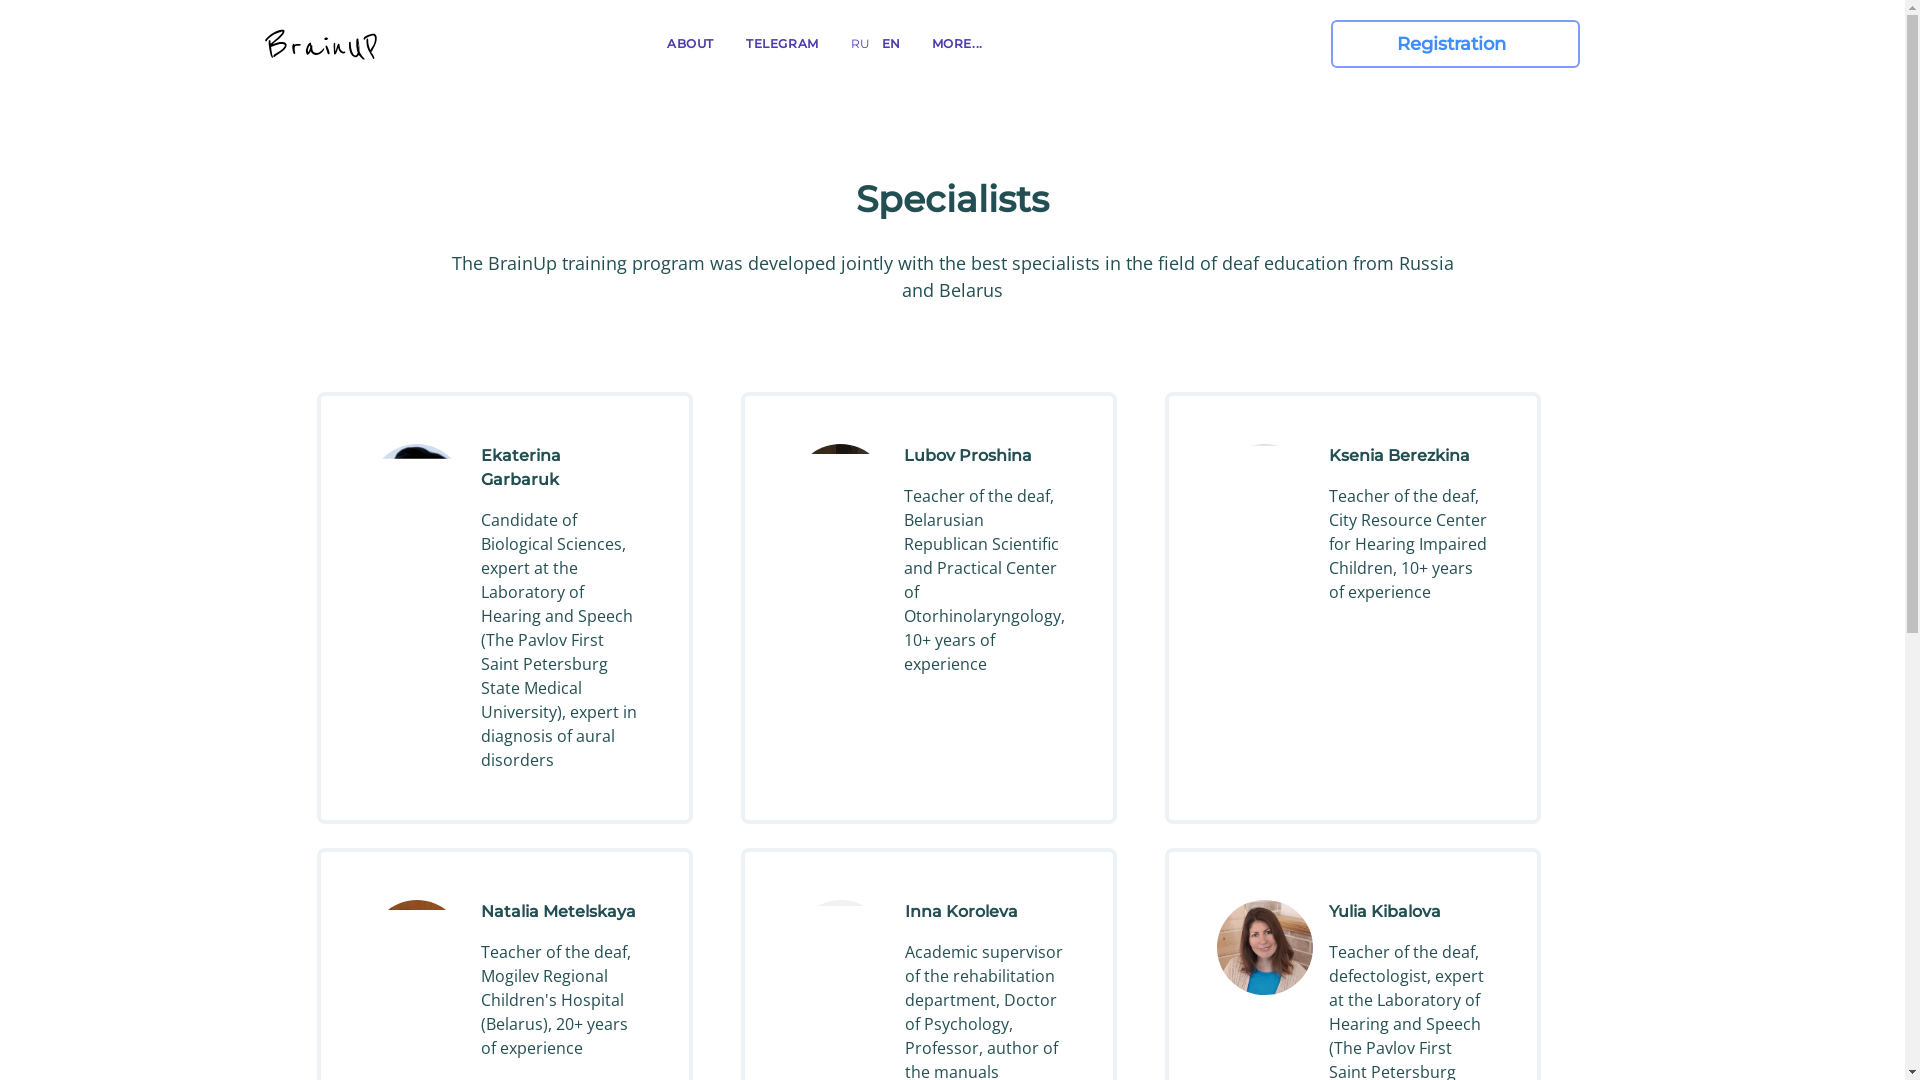 BrainUP
ABOUT
TELEGRAM
RU
EN
MORE...
Registration
Specialists
The BrainUp training program was developed jointly with the best specialists in the field of deaf education from Russia
and Belarus
Ekaterina
Garbaruk
Candidate of
Biological Sciences,
expert at the
Laboratory of
Hearing and Speech
(The Pavlov First
Saint Petersburg
State Medical
University), expert in
diagnosis of aural
disorders
Lubov Proshina
Teacher of the deaf,
Belarusian
Republican Scientific
and Practical Center
of
Otorhinolaryngology,
10+ years of
experience
Ksenia Berezkina
Teacher of the deaf,
City Resource Center
for Hearing Impaired
Children, 10+ years
of experience
Natalia Metelskaya
Teacher of the deaf,
Mogilev Regional
Children's Hospital
(Belarus), 20+ years
of experience
Inna Koroleva
Academic supervisor
of the rehabilitation
department, Doctor
of Psychology,
Professor, author of
the manuals
Yulia Kibalova
Teacher of the deaf,
defectologist, expert
at the Laboratory of
Hearing and Speech
(The Pavlov First
Saint Petersburg